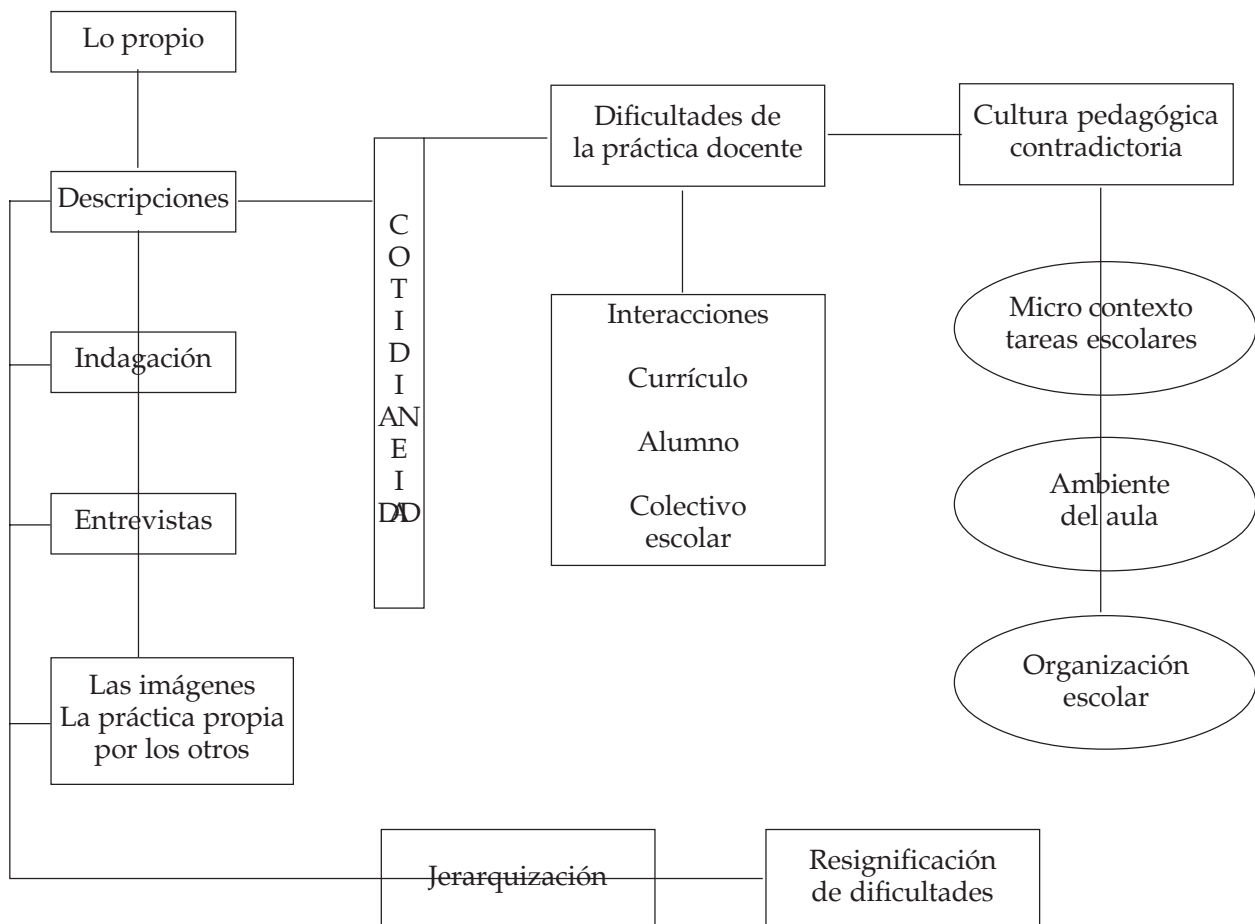 Lo propio
Descripciones
Indagación
Entrevistas
Las imágenes
La práctica propia
por los otros
COTIDIANEIDAD
Dificultades de
la práctica docente
Interacciones
Currículo
Alumno
Colectivo
escolar
Cultura pedagógica
contradictoria
Micro contexto
tareas escolares
Ambiente
del aula
Organización
escolar
Jerarquización
Resignificación
de dificultades